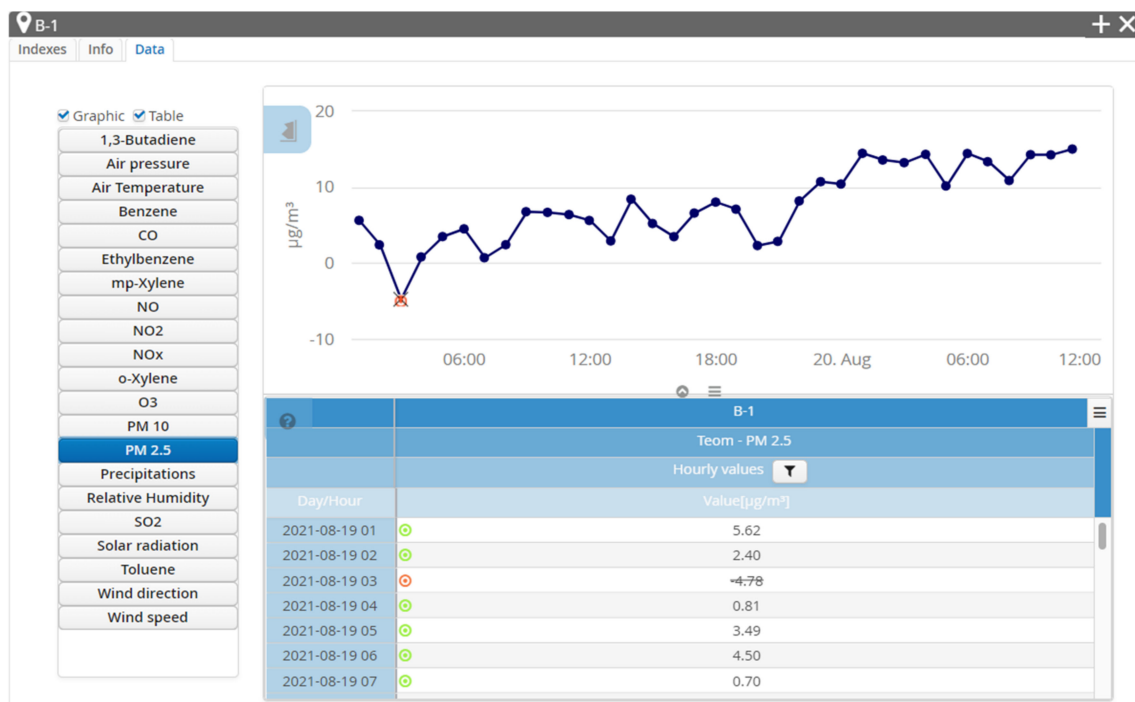 B-1
Indexes Info Data
Graphic Table
1,3-Butadiene
Air pressure
Air Temperature
Benzene
CO
Ethylbenzene
mp-Xylene
NO
NO2
NOx
o-Xylene
O3
PM 10
PM 2.5
Precipitations
Relative Humidity
SO2
Solar radiation
Toluene
Wind direction
Wind speed
20
10
0
-10
µg/m³
06:00 12:00 18:00 20. Aug 06:00 12:00
B-1
Teom - PM 2.5
Hourly values
Day/Hour Value[µg/m³]
2021-08-19 01 5.62
2021-08-19 02 2.40
2021-08-19 03 -4.78
2021-08-19 04 0.81
2021-08-19 05 3.49
2021-08-19 06 4.50
2021-08-19 07 0.70